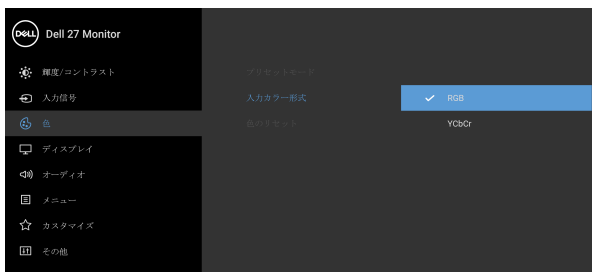 DELL
Dell 27 Monitor
輝度/コントラスト
入力信号
色
ディスプレイ
オーディオ
メニュー
カスタマイズ
その他
プリセットモード
入力カラー形式
色のリセット
RGB
YCbCr